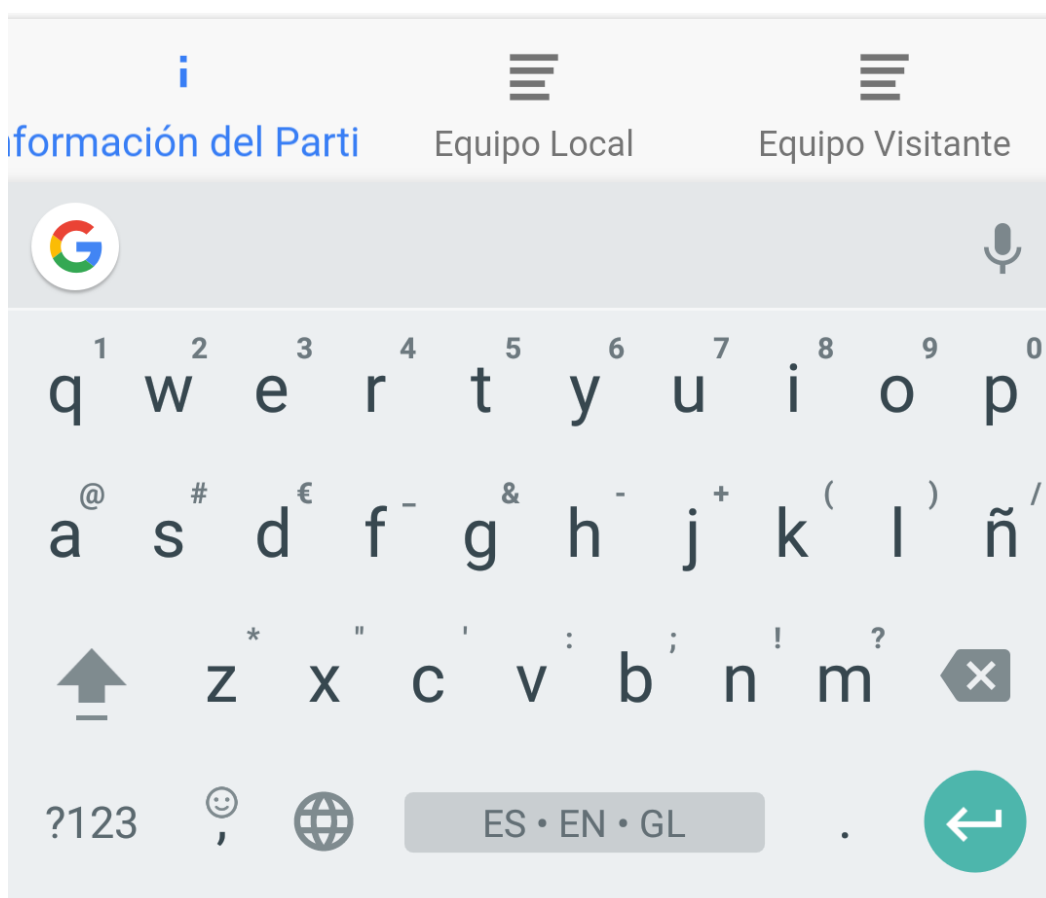 nformación del Parti Equipo Local Equipo Visitante
G
1 2 3 4 5 6 7 8 9 0
q w e r t y u i o p
@ # € _ & - + ( ) /
a s d f g h j k l ñ
* " ' : ; ! ?
z x c v b n m
?123 , ES • EN • GL .